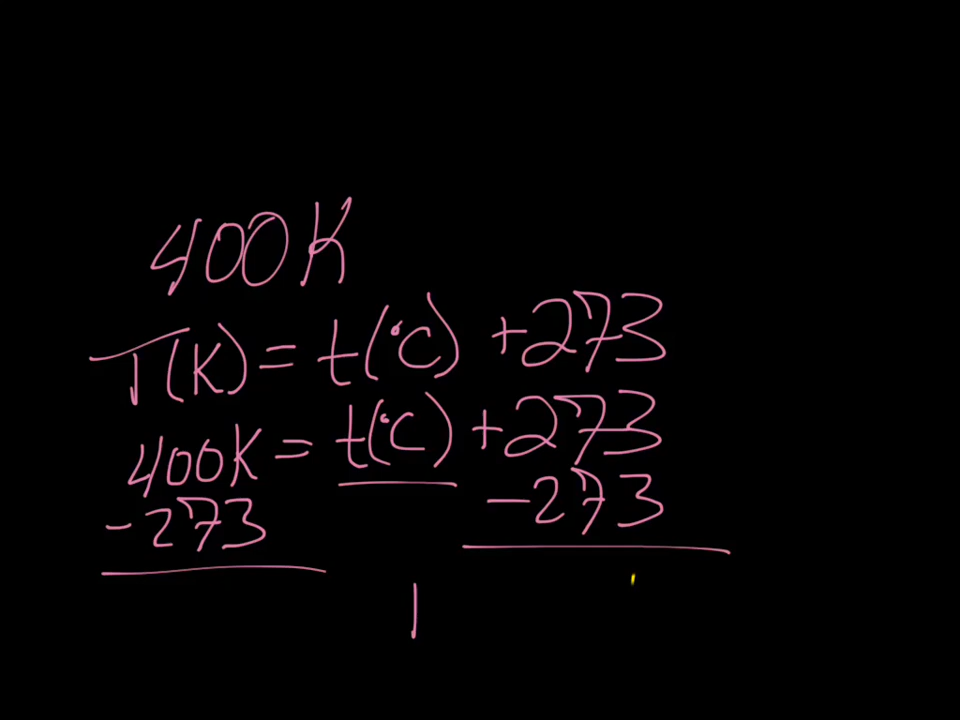 400K
T(K) = t(°C) +273
400K = t(°C) +273
-273 -273